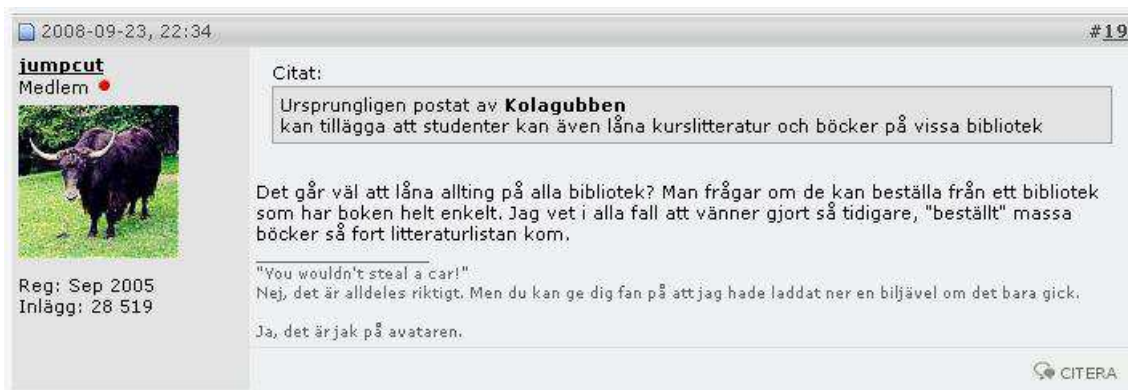 2008-09-23, 22:34
#19
jumpcut
Medlem
Reg: Sep 2005
Inlägg: 28 519
Citat:
Ursprungligen postat av Kolagubben
kan tillägga att studenter kan även låna kurslitteratur och böcker på vissa bibliotek
Det går väl att låna allting på alla bibliotek? Man frågar om de kan beställa från ett bibliotek
som har boken helt enkelt. Jag vet i alla fall att vänner gjort så tidigare, "beställt" massa
böcker så fort litteraturlistan kom.
"You wouldn't steal a car!"
Nej, det är alldeles riktigt. Men du kan ge dig fan på att jag hade laddat ner en biljävel om det bara gick.
Ja, det är jak på avataren.
CITERA